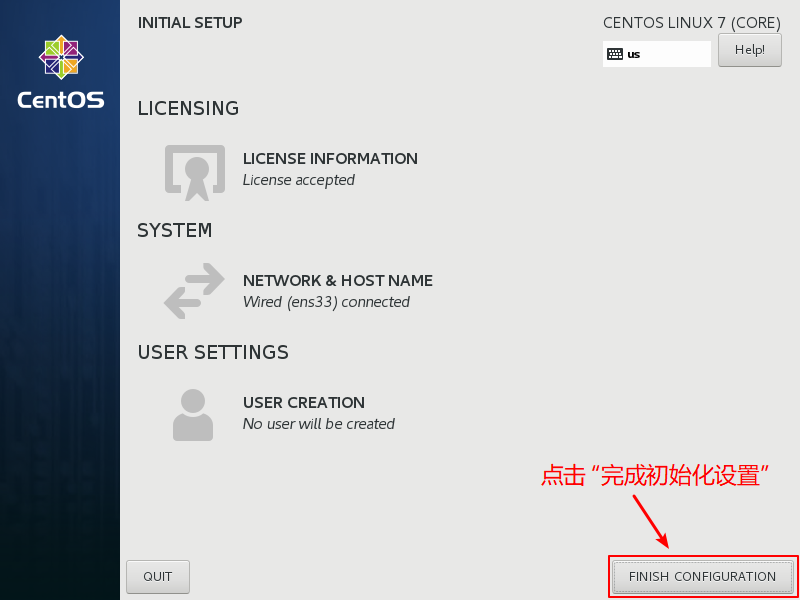 INITIAL SETUP
CENTOS LINUX 7 (CORE)
us
Help!
CentOS
LICENSING
LICENSE INFORMATION
License accepted
SYSTEM
NETWORK & HOST NAME
Wired (ens33) connected
USER SETTINGS
USER CREATION
No user will be created
点击 “完成初始化设置”
QUIT
FINISH CONFIGURATION